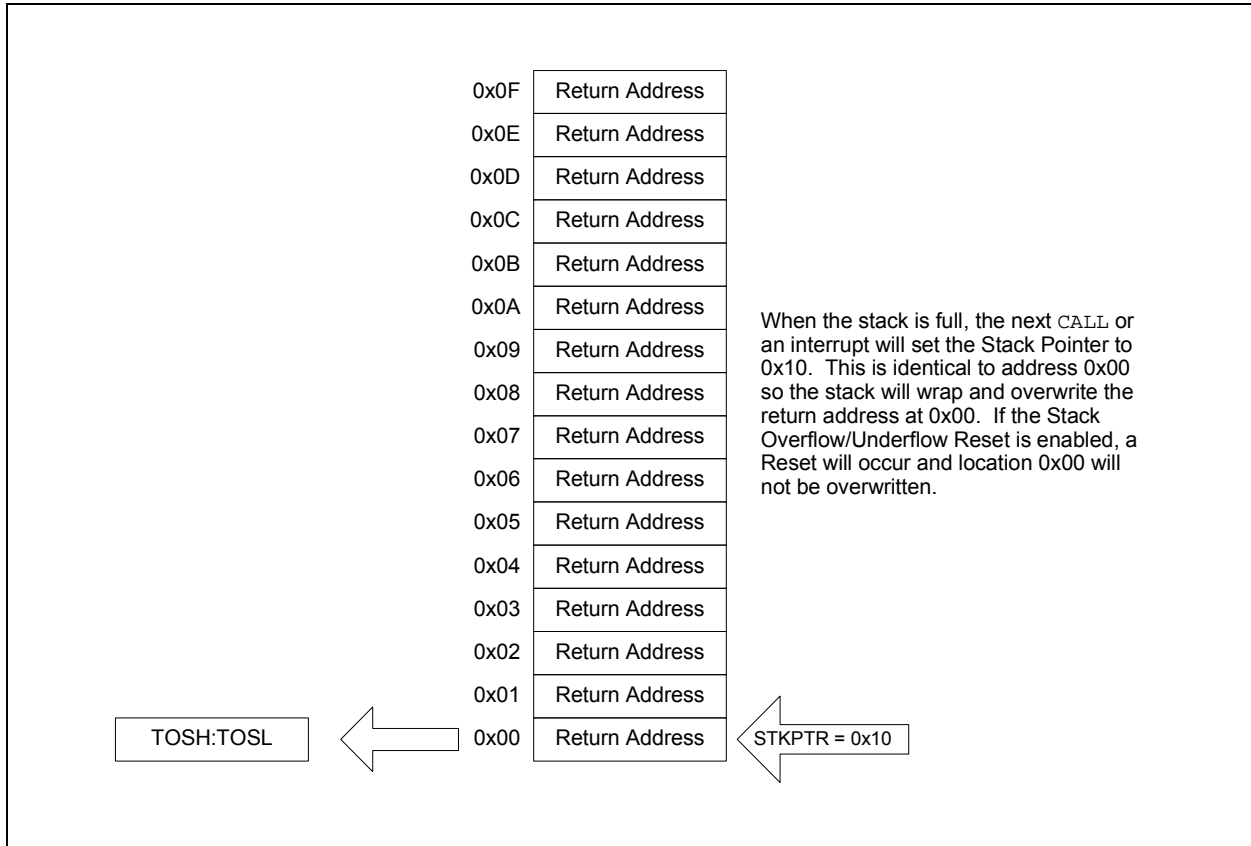 0x0F Return Address
0x0E Return Address
0x0D Return Address
0x0C Return Address
0x0B Return Address
0x0A Return Address
0x09 Return Address
0x08 Return Address
0x07 Return Address
0x06 Return Address
0x05 Return Address
0x04 Return Address
0x03 Return Address
0x02 Return Address
0x01 Return Address
TOSH:TOSL 0x00 Return Address STKPTR = 0x10
When the stack is full, the next CALL or
an interrupt will set the Stack Pointer to
0x10. This is identical to address 0x00
so the stack will wrap and overwrite the
return address at 0x00. If the Stack
Overflow/Underflow Reset is enabled, a
Reset will occur and location 0x00 will
not be overwritten.